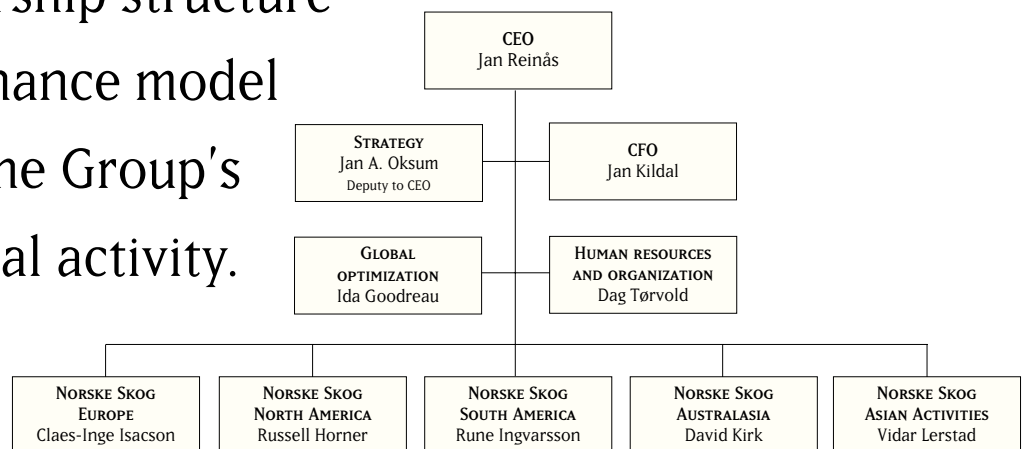 rship structure
nance model
ne Group's
al activity.
CEO
Jan Reinås
STRATEGY
Jan A. Oksum
Deputy to CEO
CFO
Jan Kildal
GLOBAL
OPTIMIZATION
Ida Goodreau
HUMAN RESOURCES
AND ORGANIZATION
Dag Tørvold
NORSKE SKOG
EUROPE
Claes-Inge Isacson
NORSKE SKOG
NORTH AMERICA
Russell Horner
NORSKE SKOG
SOUTH AMERICA
Rune Ingvarsson
NORSKE SKOG
AUSTRALASIA
David Kirk
NORSKE SKOG
ASIAN ACTIVITIES
Vidar Lerstad